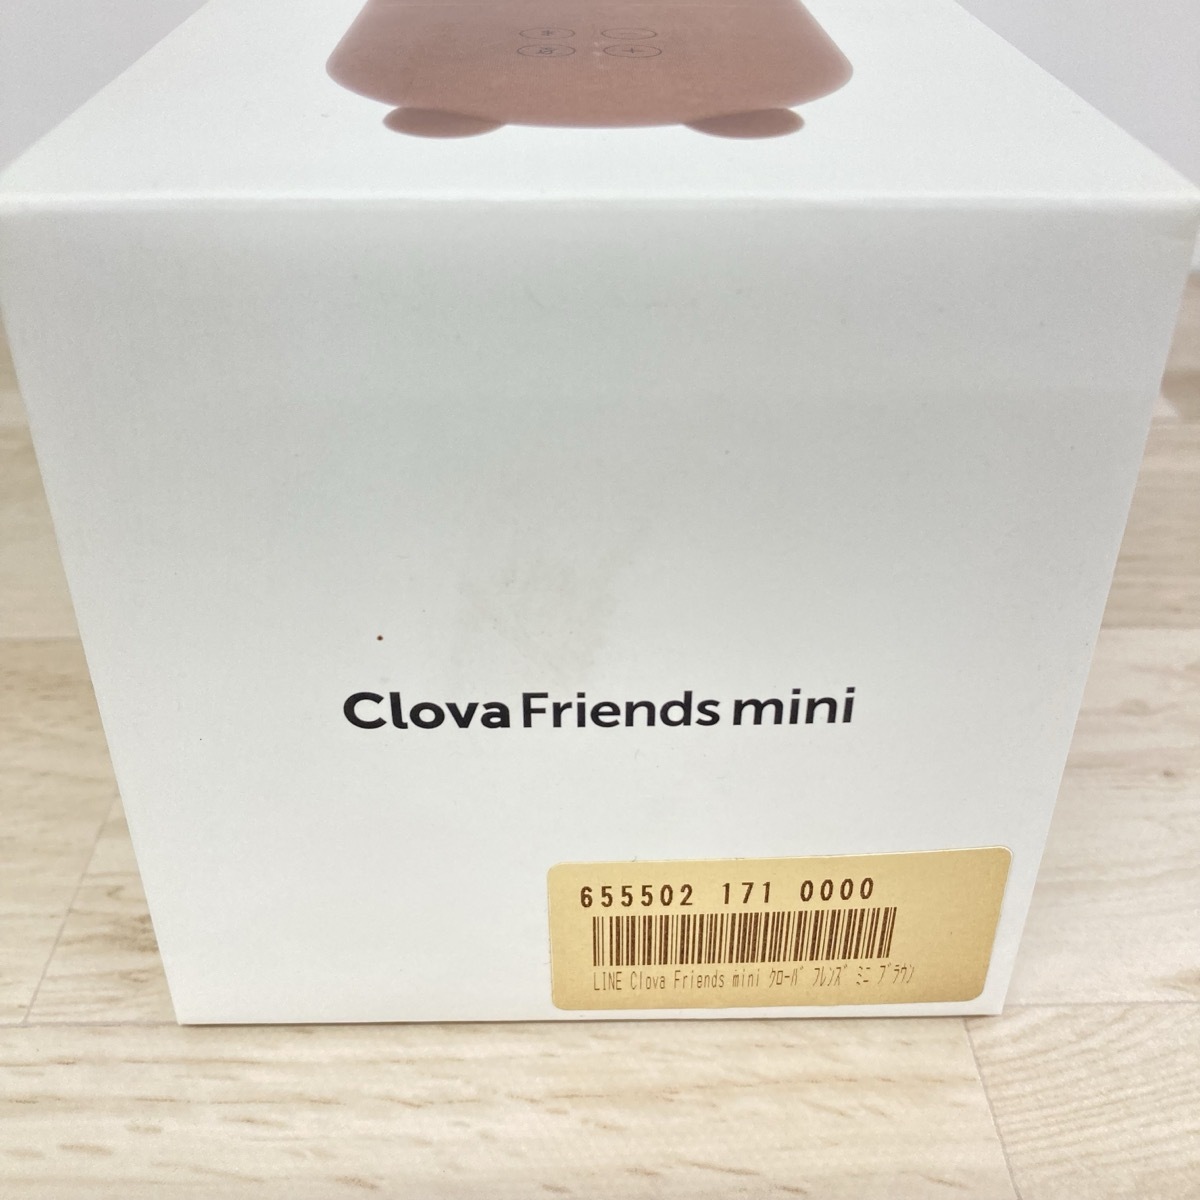 Clova Friends mini
655502 171 0000
LINE Clova Friends mini ｸﾛｰﾊﾞ ﾌﾚﾝｽﾞ ﾐﾆ ﾌﾞﾗｳﾝ